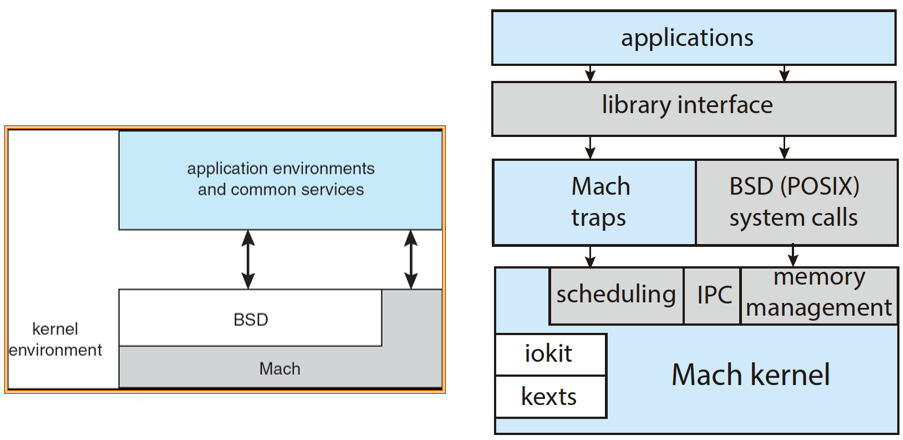 application environments
and common services
BSD
kernel
environment
Mach
applications
library interface
Mach
traps
BSD (POSIX)
system calls
scheduling
IPC
memory
management
iokit
kexts
Mach kernel